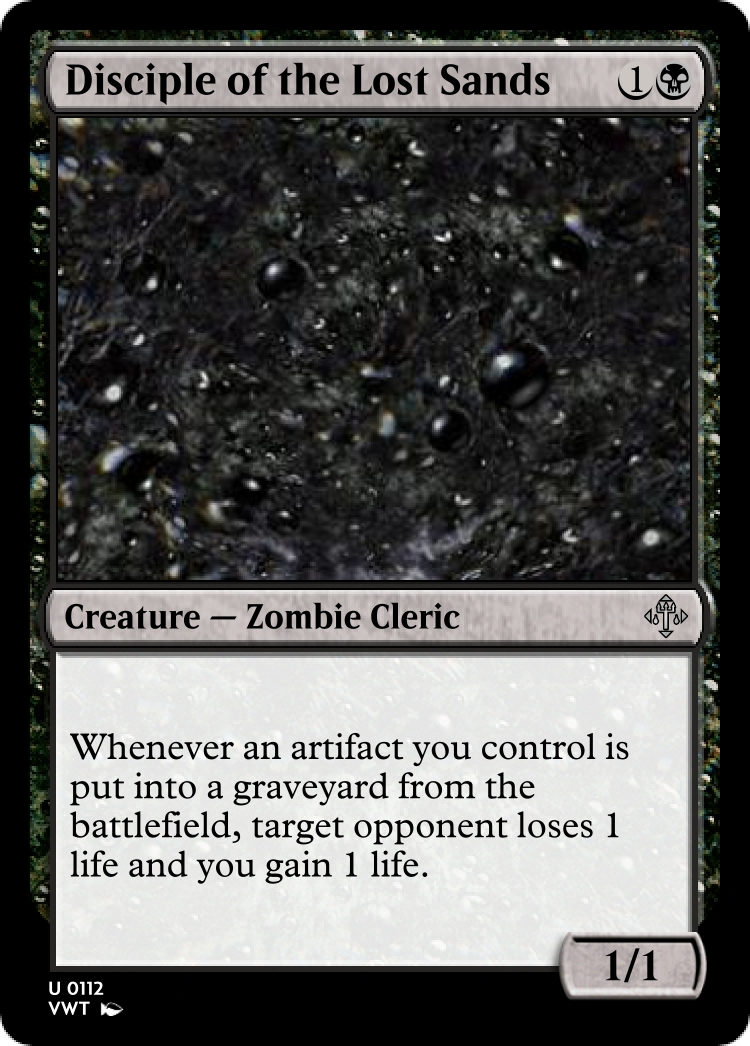 Disciple of the Lost Sands 1
Creature — Zombie Cleric
Whenever an artifact you control is
put into a graveyard from the
battlefield, target opponent loses 1
life and you gain 1 life.
1/1
U 0112
VWT